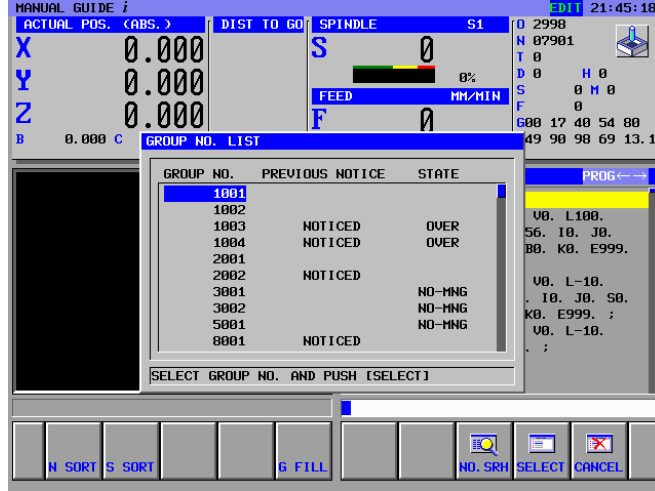 MANUAL GUIDE i EDIT 21:45:18
ACTUAL POS. (ABS.) DIST TO GO SPINDLE S1 O 2998
X 0.000 S 0 N 07901
T 0
Y 0.000 0% D 0 H 0
FEED MM/MIN S 0 M 0
Z 0.000 F 0 F 0
G00 17 40 54 80
B 0.000 C 49 90 98 69 13.1
GROUP NO. LIST
PROG←→
GROUP NO. PREVIOUS NOTICE STATE
1001
1002 V0. L100.
1003 NOTICED OVER 56. I0. J0.
1004 NOTICED OVER B0. K0. E999.
2001
2002 NOTICED V0. L-10.
3001 NO-MNG . I0. J0. S0.
3002 NO-MNG K0. E999. ;
5001 NO-MNG V0. L-10.
8001 NOTICED . ;
SELECT GROUP NO. AND PUSH [SELECT]
N SORT S SORT G FILL NO.SRH SELECT CANCEL